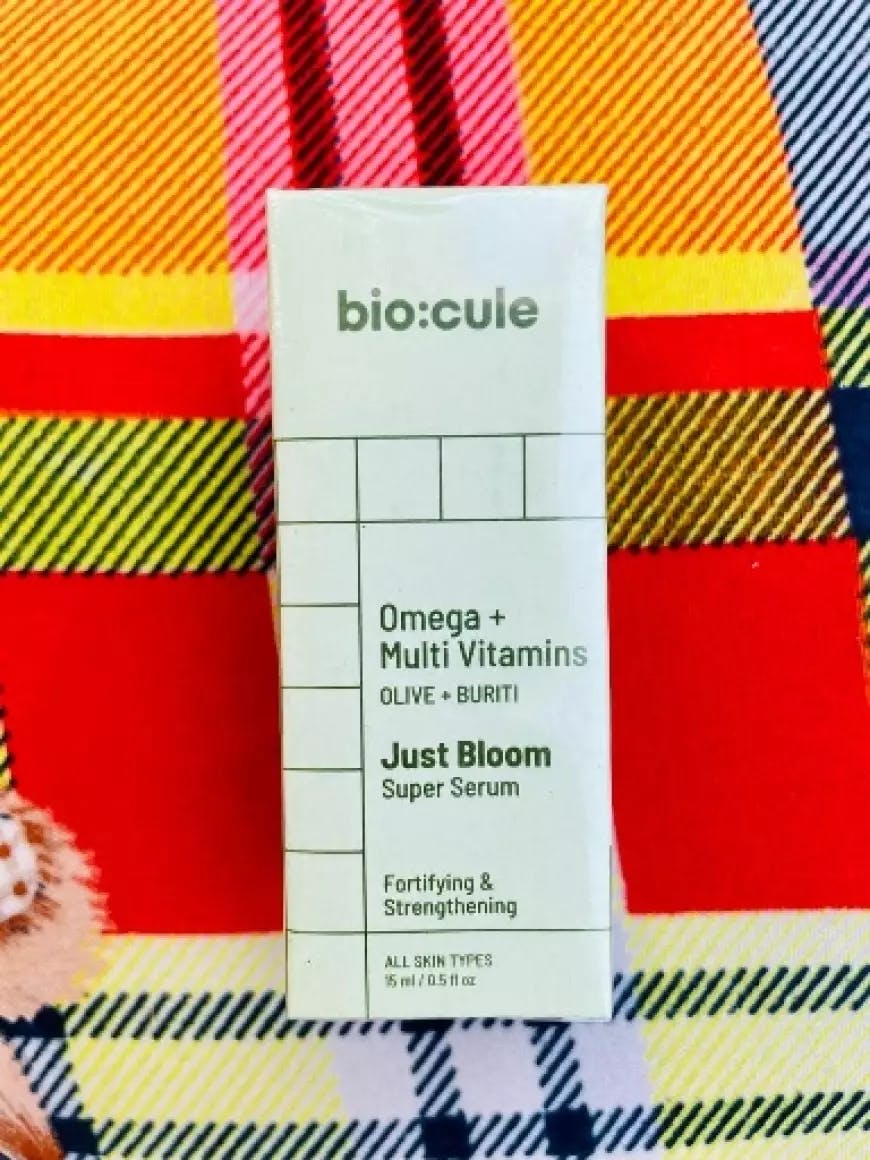 bio:cule
Omega +
Multi Vitamins
OLIVE + BURITI
Just Bloom
Super Serum
Fortifying &
Strengthening
ALL SKIN TYPES
15 ml / 0.5 fl oz